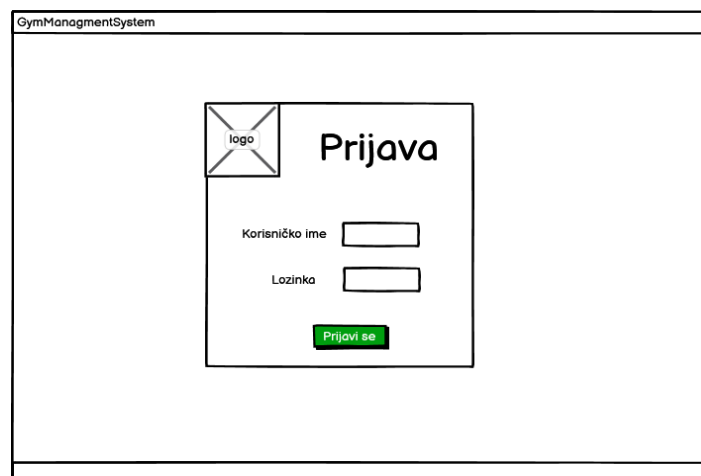 GymManagmentSystem
logo
Prijava
Korisničko ime
Lozinka
Prijavi se